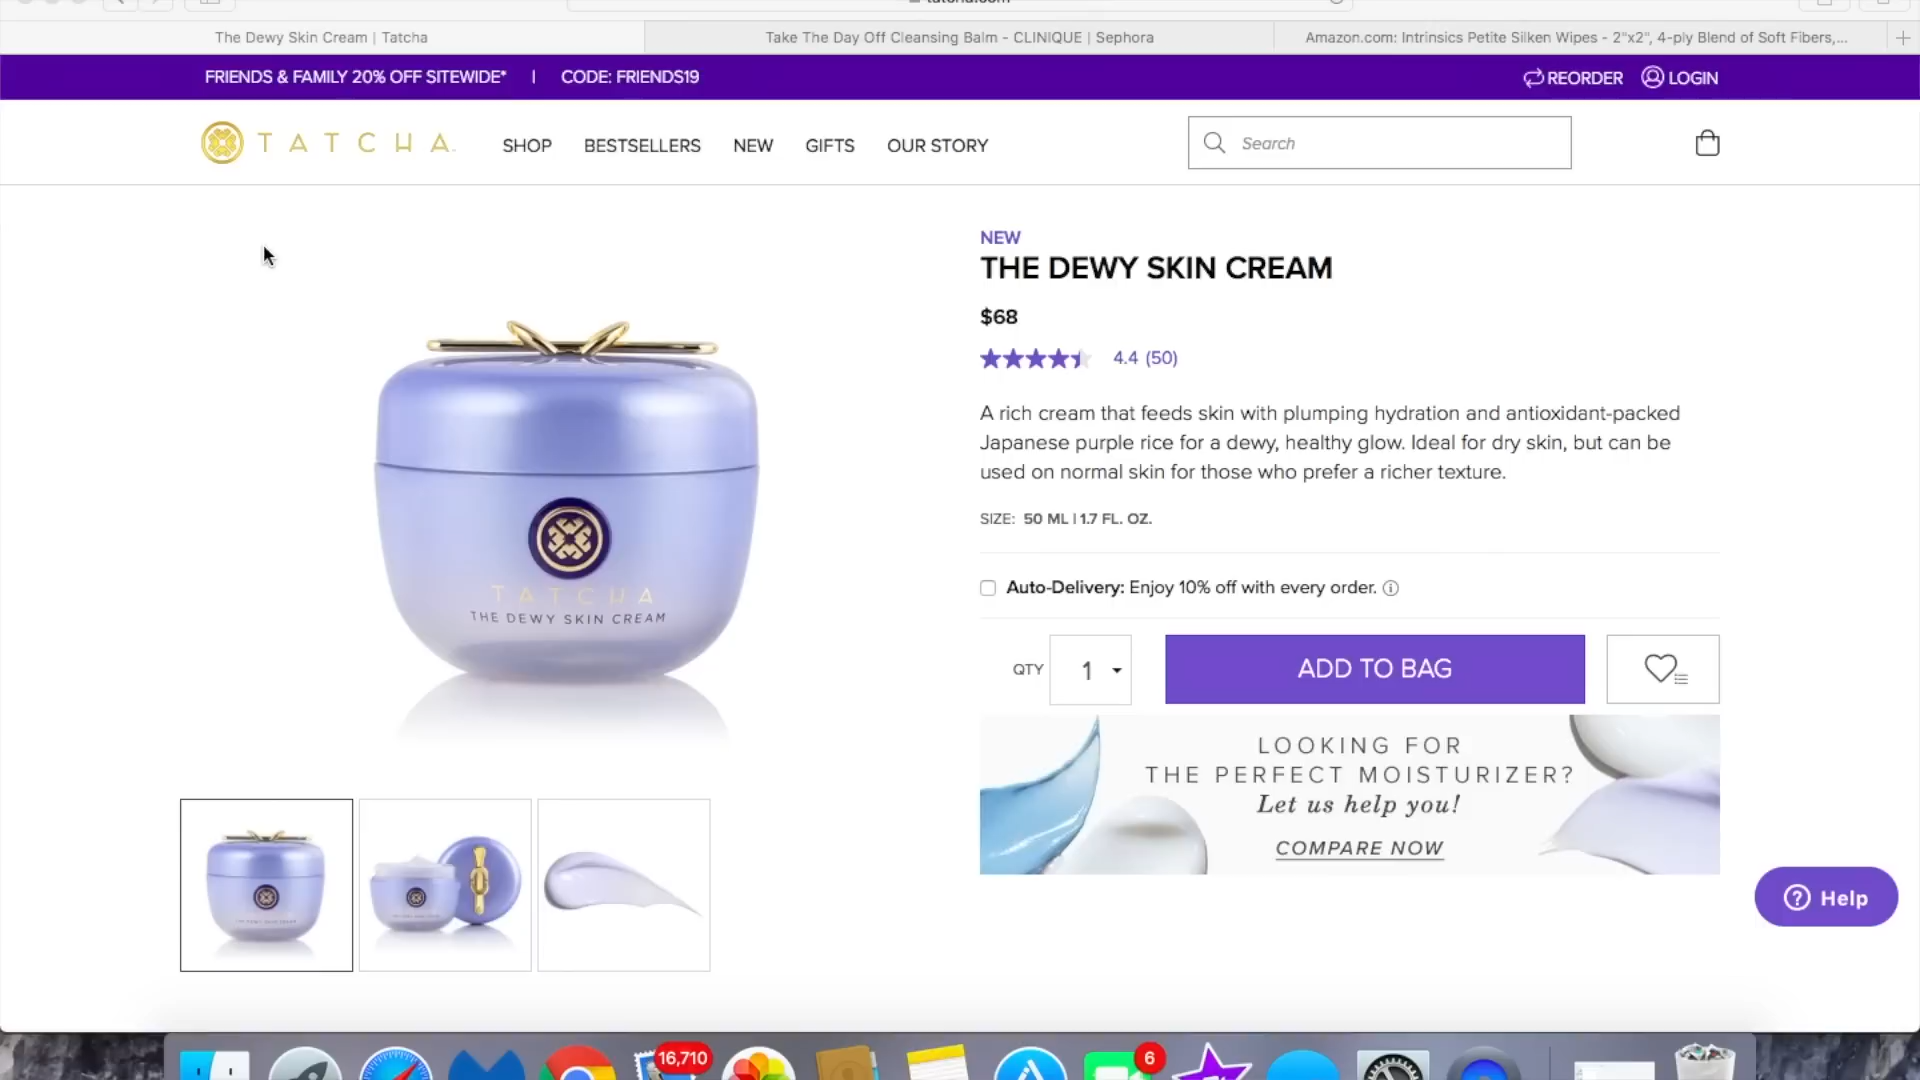 The Dewy Skin Cream | Tatcha
Take The Day Off Cleansing Balm - CLINIQUE | Sephora
Amazon.com: Intrinsics Petite Silken Wipes - 2"x2", 4-ply Blend of Soft Fibers,...
FRIENDS & FAMILY 20% OFF SITEWIDE* | CODE: FRIENDS19
REORDER
LOGIN
TATCHA
SHOP
BESTSELLERS
NEW
GIFTS
OUR STORY
Search
NEW
THE DEWY SKIN CREAM
$68
4.4 (50)
A rich cream that feeds skin with plumping hydration and antioxidant-packed
Japanese purple rice for a dewy, healthy glow. Ideal for dry skin, but can be
used on normal skin for those who prefer a richer texture.
SIZE: 50 ML | 1.7 FL. OZ.
Auto-Delivery: Enjoy 10% off with every order.
QTY
1
ADD TO BAG
TATCHA
THE DEWY SKIN CREAM
LOOKING FOR
THE PERFECT MOISTURIZER?
Let us help you!
COMPARE NOW
Help
16,710
6